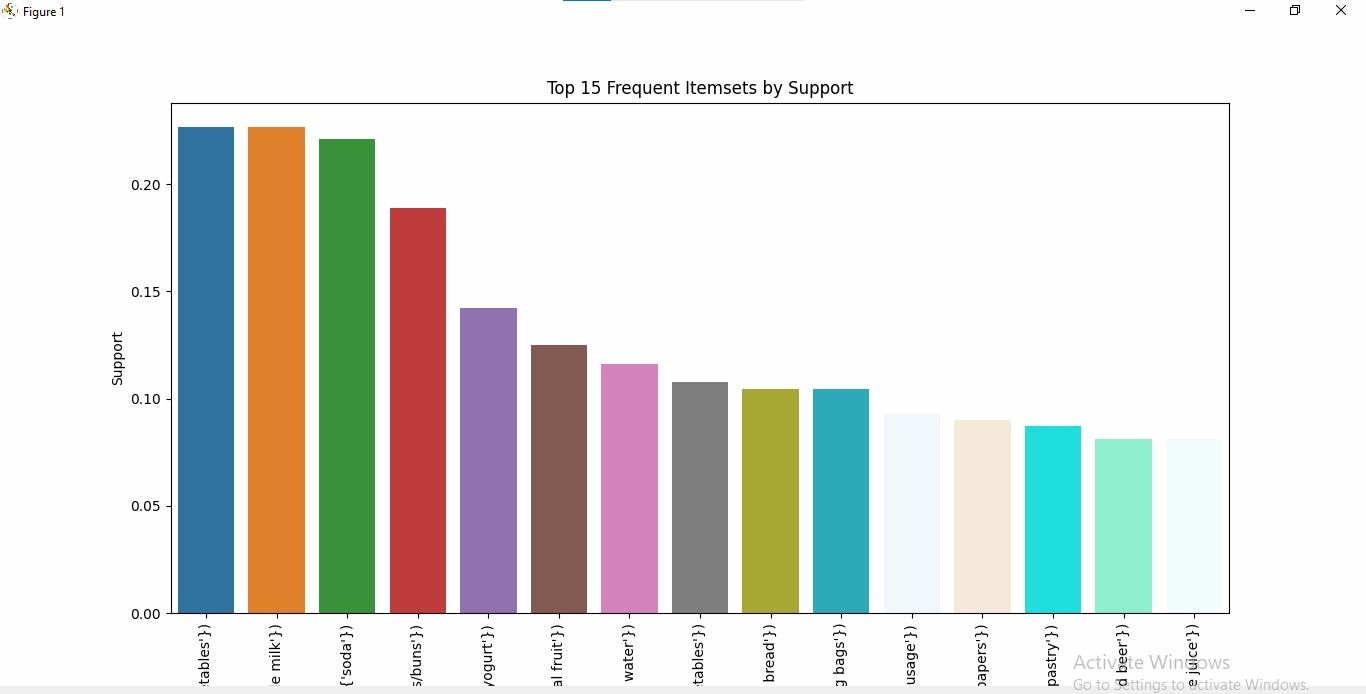 Figure 1
Top 15 Frequent Itemsets by Support
Support
0.20
0.15
0.10
0.05
0.00
etables'})
e milk'})
{'soda'})
s/buns'})
yogurt'})
al fruit'})
water'})
tables'})
bread'})
g bags'})
usage'})
papers'})
pastry'})
d beer'})
e juice'})
Activate Windows
Go to Settings to activate Windows.